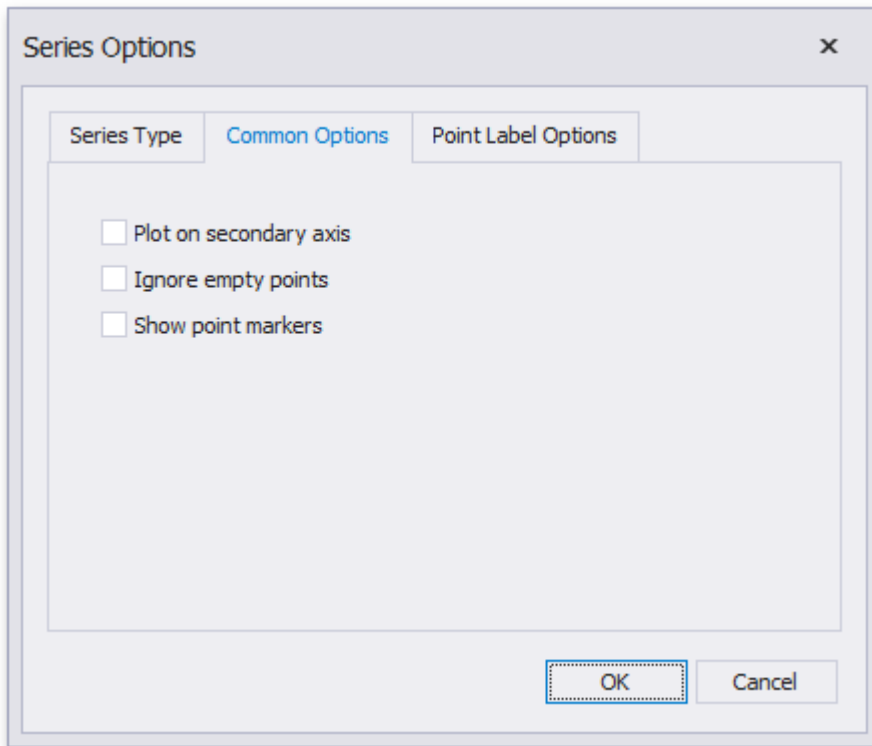 Series Options
Series Type Common Options Point Label Options
Plot on secondary axis
Ignore empty points
Show point markers
OK Cancel